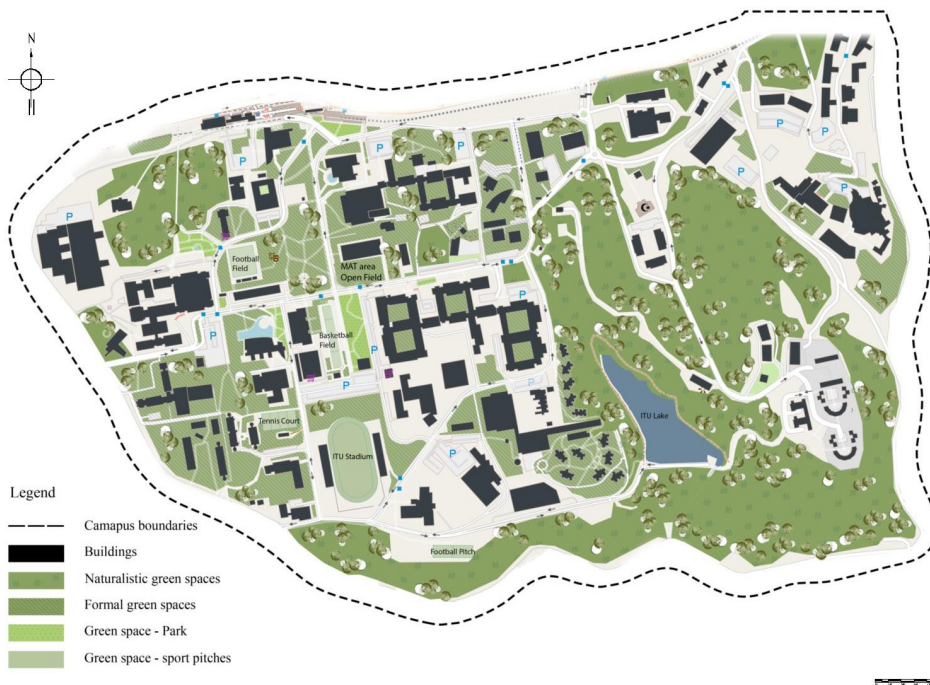 N
P
P
P
P
P
P
P
Football
Field
MAT area
Open Field
P
P
Basketball
Field
P
P
P
ITU Lake
Tennis Court
ITU Stadium
P
Football Pitch
Legend
Camapus boundaries
Buildings
Naturalistic green spaces
Formal green spaces
Green space - Park
Green space - sport pitches